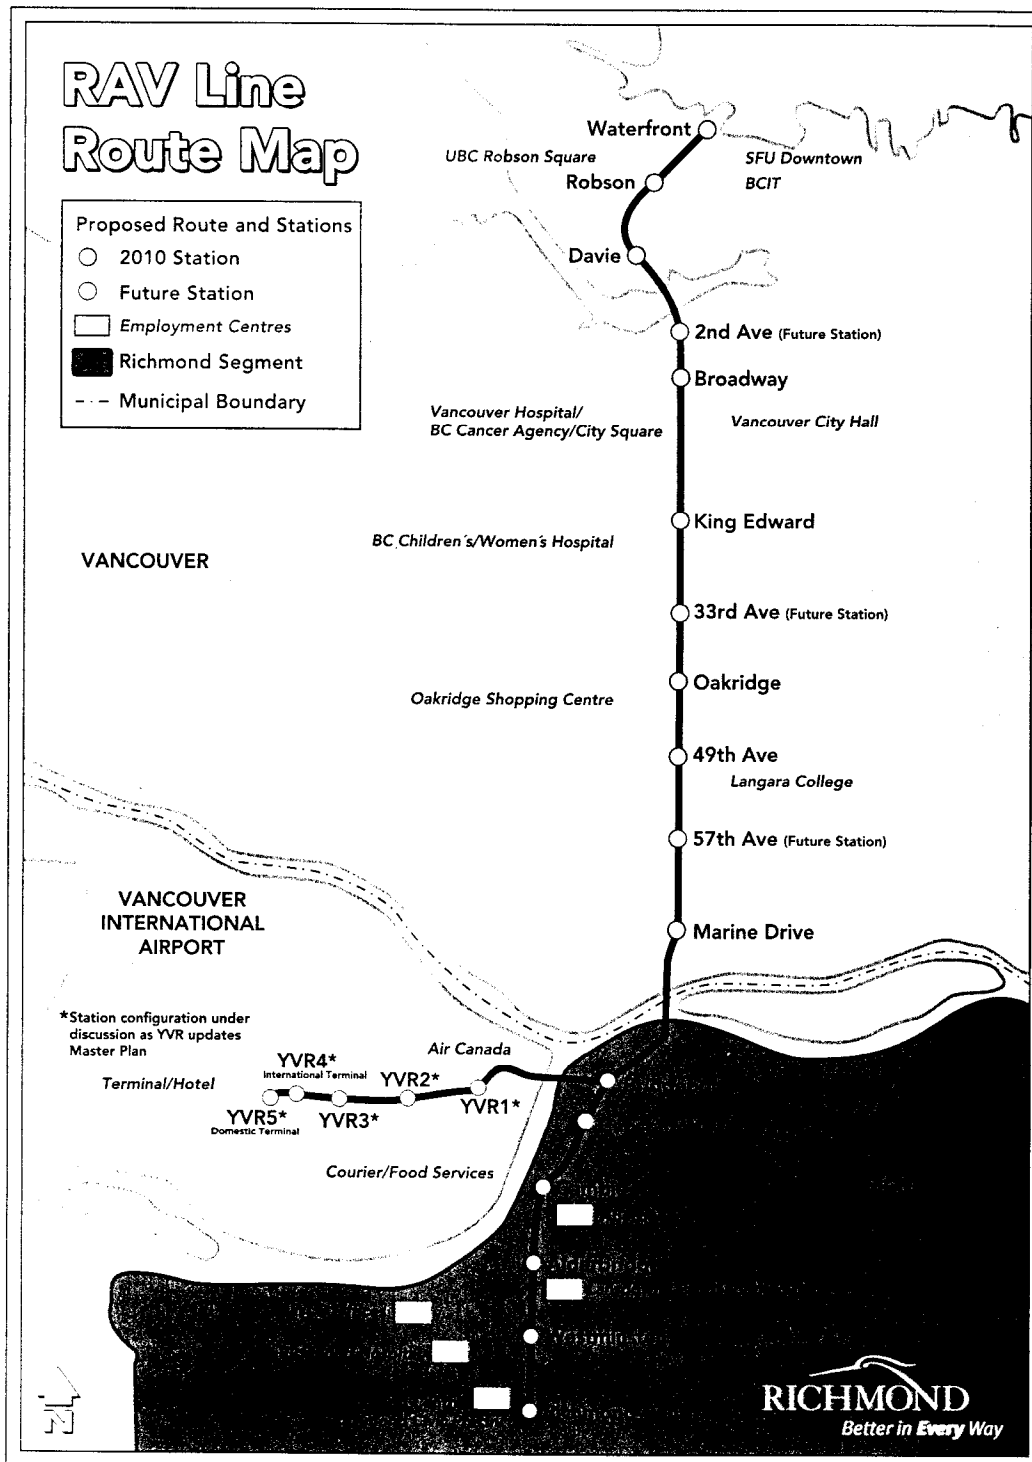 RAV Line
Route Map
Proposed Route and Stations
2010 Station
Future Station
Employment Centres
Richmond Segment
Municipal Boundary
Waterfront
UBC Robson Square
SFU Downtown
BCIT
Robson
Davie
2nd Ave (Future Station)
Broadway
Vancouver Hospital/
BC Cancer Agency/City Square
Vancouver City Hall
King Edward
BC Children's/Women's Hospital
VANCOUVER
33rd Ave (Future Station)
Oakridge
Oakridge Shopping Centre
49th Ave
Langara College
57th Ave (Future Station)
VANCOUVER
INTERNATIONAL
AIRPORT
Marine Drive
*Station configuration under
discussion as YVR updates
Master Plan
Air Canada
Terminal/Hotel
YVR4*
International Terminal
YVR2*
YVR5*
Domestic Terminal
YVR3*
YVR1*
Courier/Food Services
N
RICHMOND
Better in Every Way